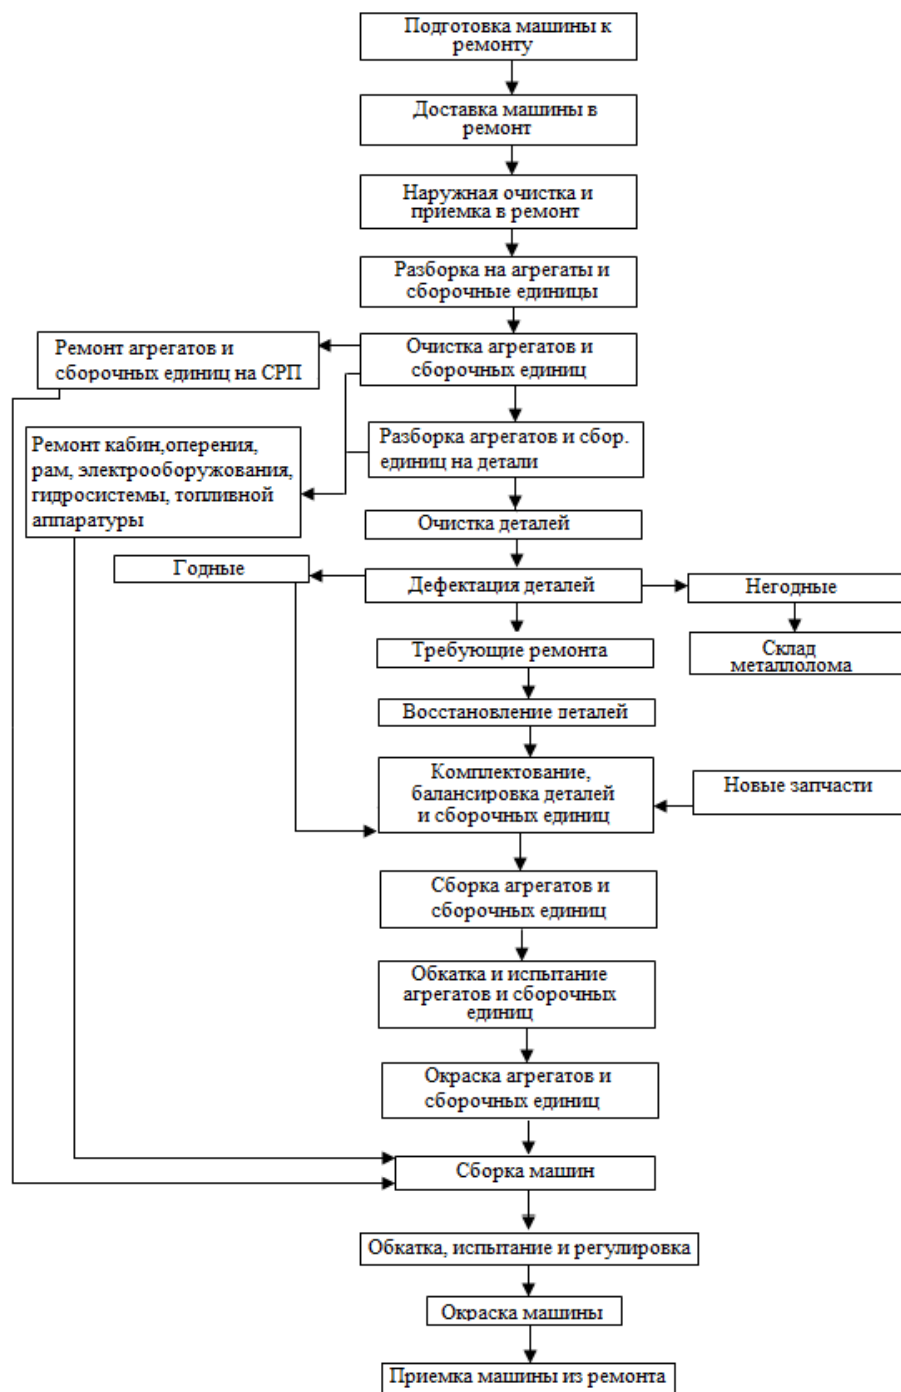 Подготовка машины к
ремонту
Доставка машины в
ремонт
Наружная очистка и
приемка в ремонт
Разборка на агрегаты и
сборочные единицы
Ремонт агрегатов и
сборочных единиц на СРП
Очистка агрегатов и
сборочных единиц
Разборка агрегатов и сбор.
единиц на детали
Ремонт кабин,оперения,
рам, электрооборужования,
гидросистемы, топливной
аппаратуры
Очистка деталей
Годные
Дефектация деталей
Негодные
Требующие ремонта
Склад
металлолома
Восстановление деталей
Комплектование,
балансировка деталей
и сборочных единиц
Новые запчасти
Сборка агрегатов и
сборочных единиц
Обкатка и испытание
агрегатов и сборочных
единиц
Окраска агрегатов и
сборочных единиц
Сборка машин
Обкатка, испытание и регулировка
Окраска машины
Приемка машины из ремонта